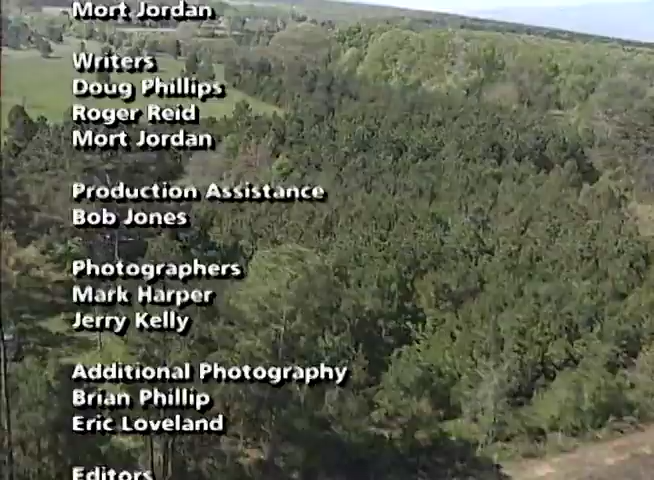 Mort Jordan
Writers
Doug Phillips
Roger Reid
Mort Jordan
Production Assistance
Bob Jones
Photographers
Mark Harper
Jerry Kelly
Additional Photography
Brian Phillip
Eric Loveland
Editors